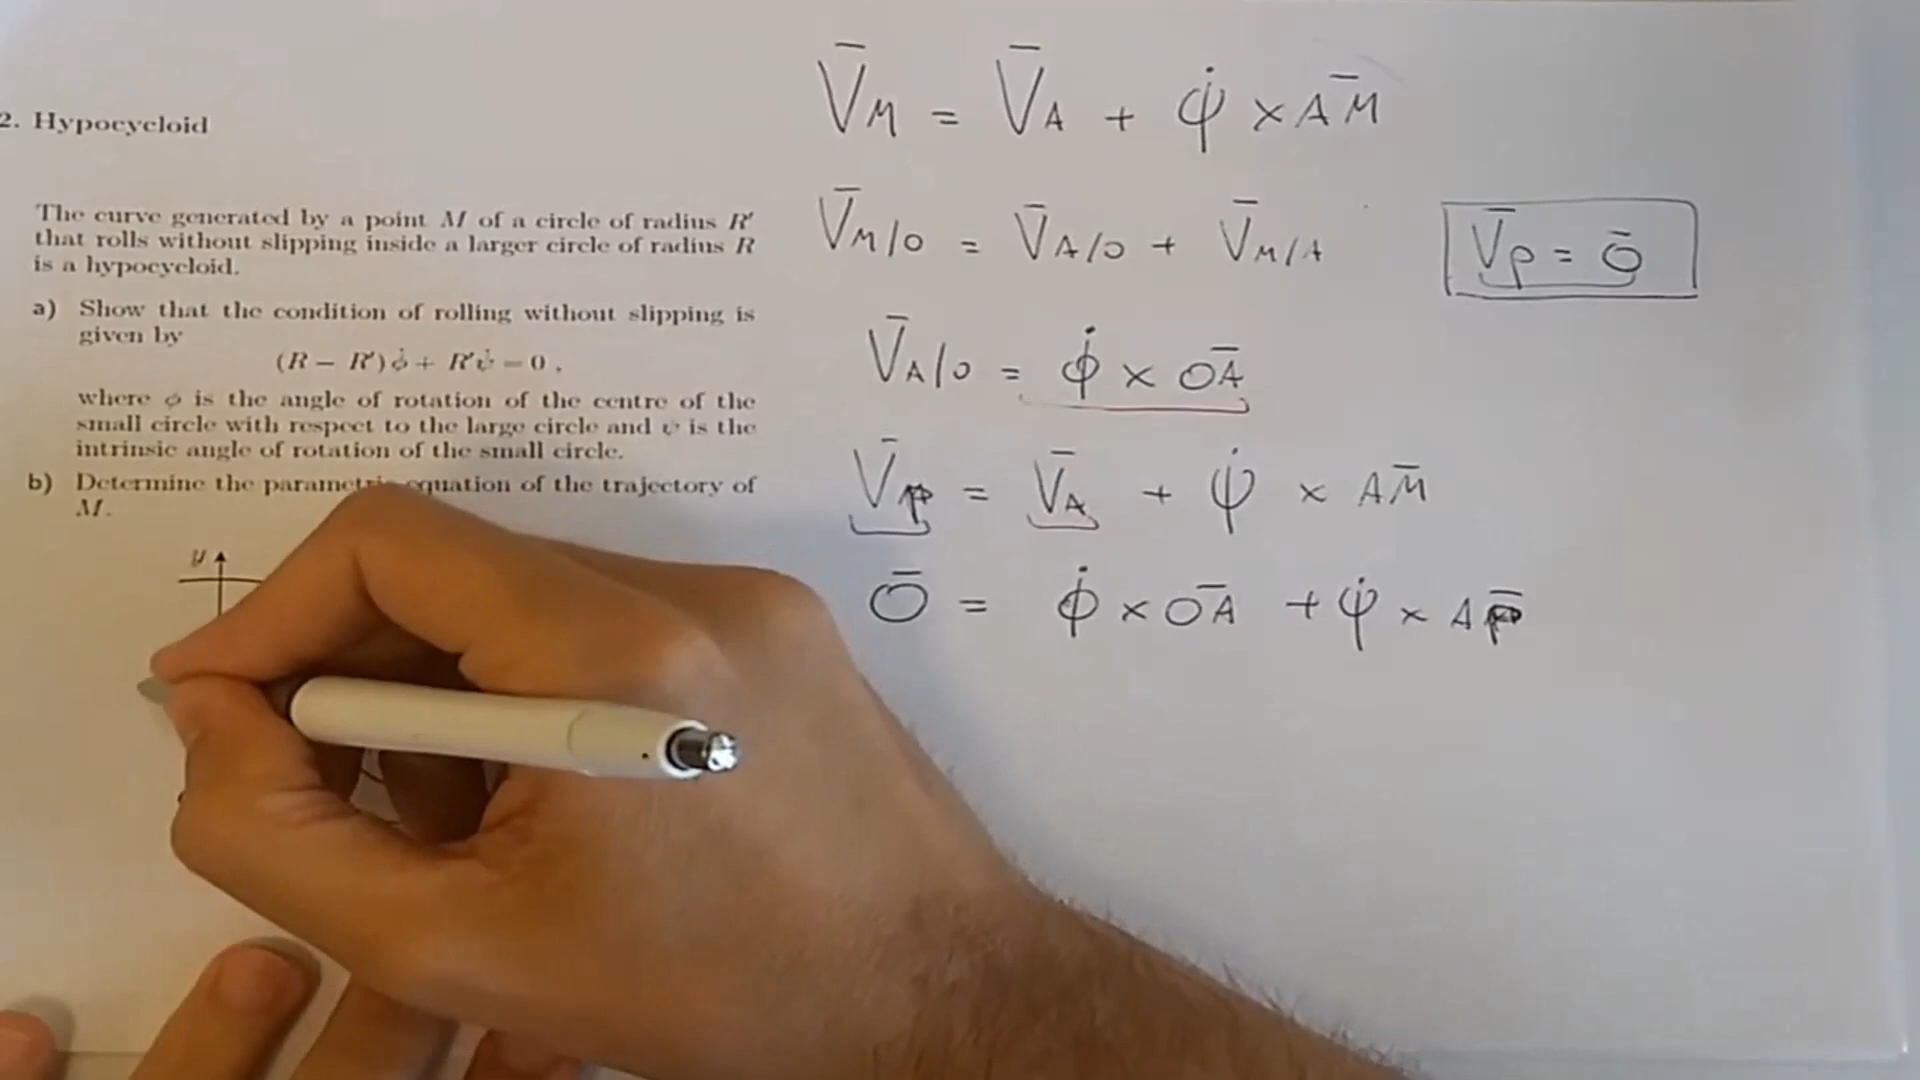 2. Hypocycloid
The curve generated by a point M of a circle of radius R′
that rolls without slipping inside a larger circle of radius R
is a hypocycloid.
a) Show that the condition of rolling without slipping is
given by
(R − R′)ϕ̇ + R′ψ̇ = 0 ,
where ϕ is the angle of rotation of the centre of the
small circle with respect to the large circle and ψ is the
intrinsic angle of rotation of the small circle.
b) Determine the parametric equation of the trajectory of
M.
y
V̄M = V̄A + ψ̇ × AM̄
V̄M/O = V̄A/O + V̄M/A
V̄P = Ō
V̄A/O = ϕ̇ × OĀ
V̄P = V̄A + ψ̇ × AM̄
Ō = ϕ̇ × OĀ + ψ̇ × AP̄